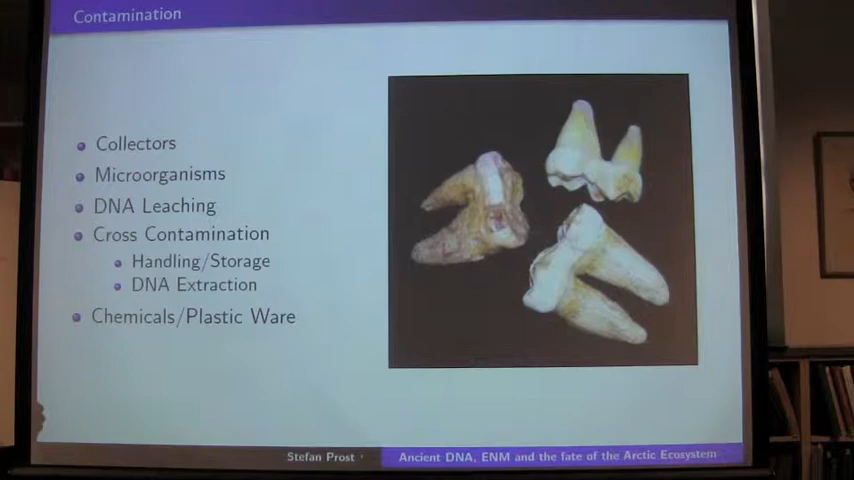 Contamination
Collectors
Microorganisms
DNA Leaching
Cross Contamination
Handling/Storage
DNA Extraction
Chemicals/Plastic Ware
Stefan Prost
Ancient DNA, ENM and the fate of the Arctic Ecosystem